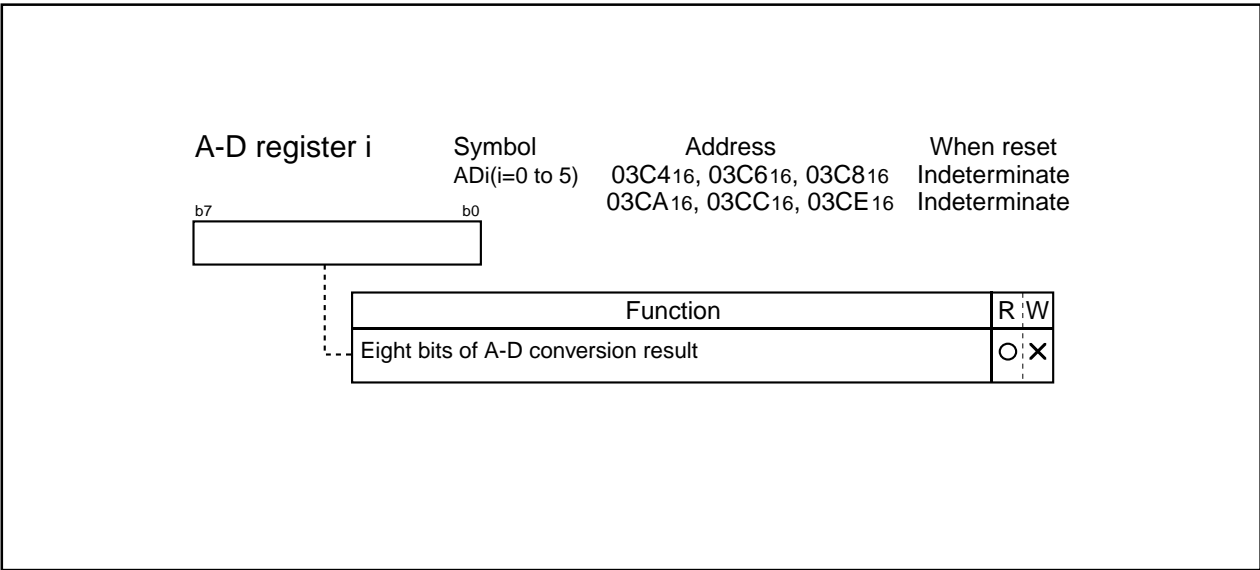 A-D register i Symbol Address When reset
ADi(i=0 to 5) 03C416, 03C616, 03C816 Indeterminate
03CA16, 03CC16, 03CE16 Indeterminate
b7 b0
Function R W
Eight bits of A-D conversion result O X